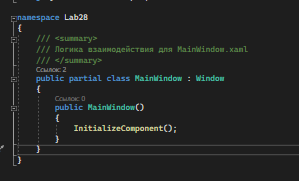 namespace Lab28
{
/// <summary>
/// Логика взаимодействия для MainWindow.xaml
/// </summary>
Ссылок: 2
public partial class MainWindow : Window
{
Ссылок: 0
public MainWindow()
{
InitializeComponent();
}
}
}